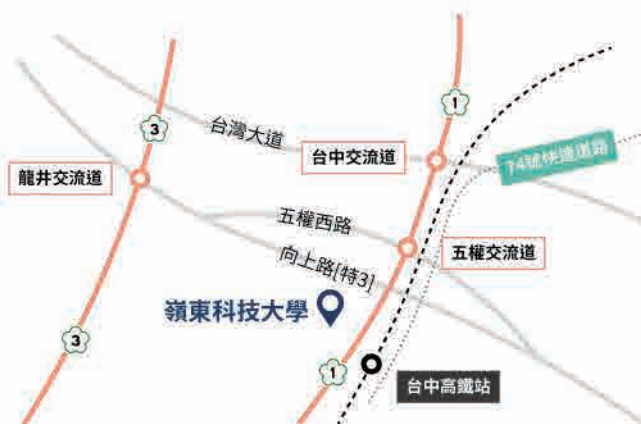 1
3
台灣大道
台中交流道
74號快速道路
龍井交流道
五權西路
五權交流道
向上路[特3]
嶺東科技大學
3
1
台中高鐵站